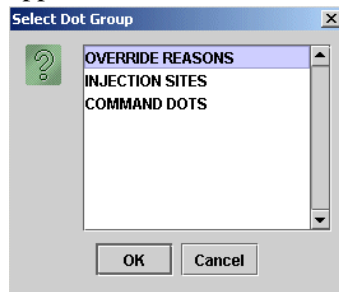 Select Dot Group
OVERRIDE REASONS
INJECTION SITES
COMMAND DOTS
OK
Cancel